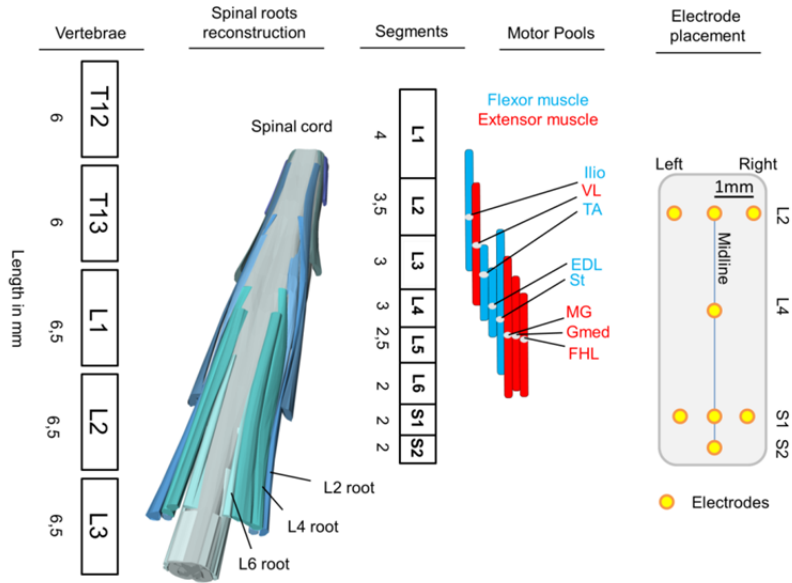 Vertebrae
Spinal roots
reconstruction
Segments
Motor Pools
Electrode
placement
Length in mm
6
T12
6
T13
6,5
L1
6,5
L2
6,5
L3
Spinal cord
L2 root
L4 root
L6 root
4
L1
3,5
L2
3
L3
3
L4
2,5
L5
2
L6
2
S1
2
S2
Flexor muscle
Extensor muscle
Ilio
VL
TA
EDL
St
MG
Gmed
FHL
Left
Right
1mm
Midline
L2
L4
S1
S2
Electrodes